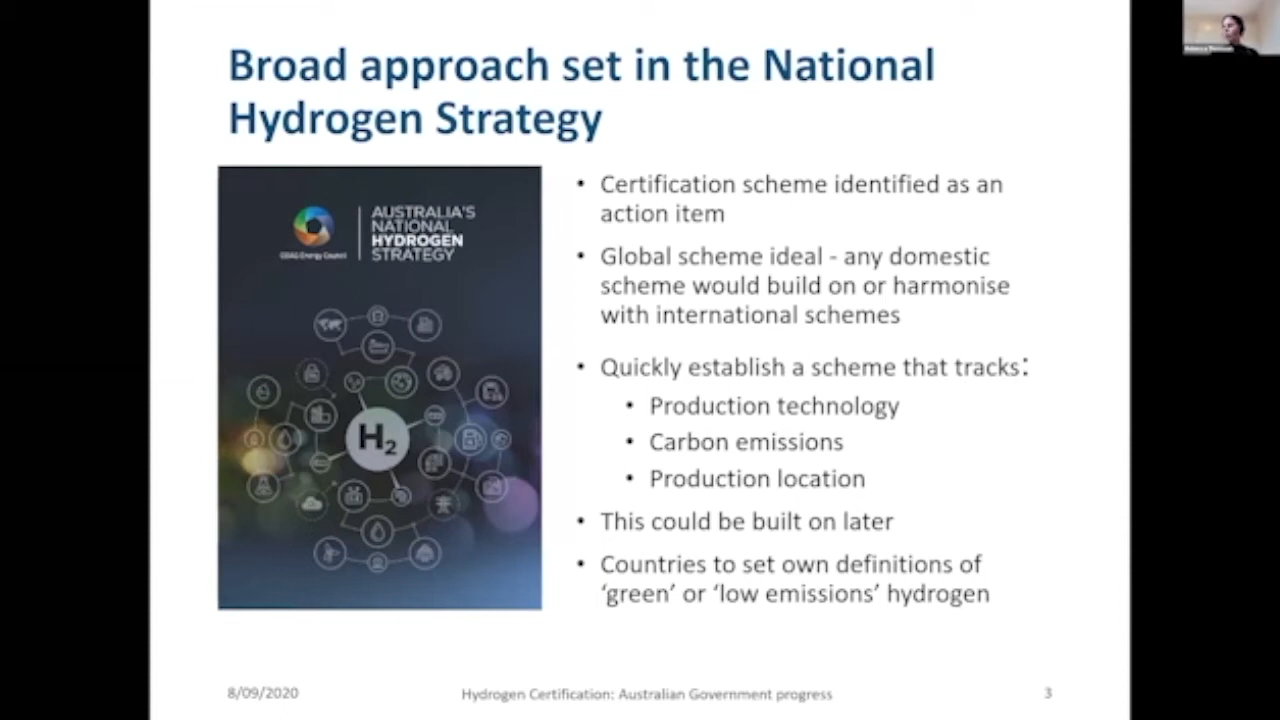 Broad approach set in the National
Hydrogen Strategy
COAG Energy Council
AUSTRALIA'S
NATIONAL
HYDROGEN
STRATEGY
H2
• Certification scheme identified as an
action item
• Global scheme ideal - any domestic
scheme would build on or harmonise
with international schemes
• Quickly establish a scheme that tracks:
• Production technology
• Carbon emissions
• Production location
• This could be built on later
• Countries to set own definitions of
‘green’ or ‘low emissions’ hydrogen
8/09/2020
Hydrogen Certification: Australian Government progress
3